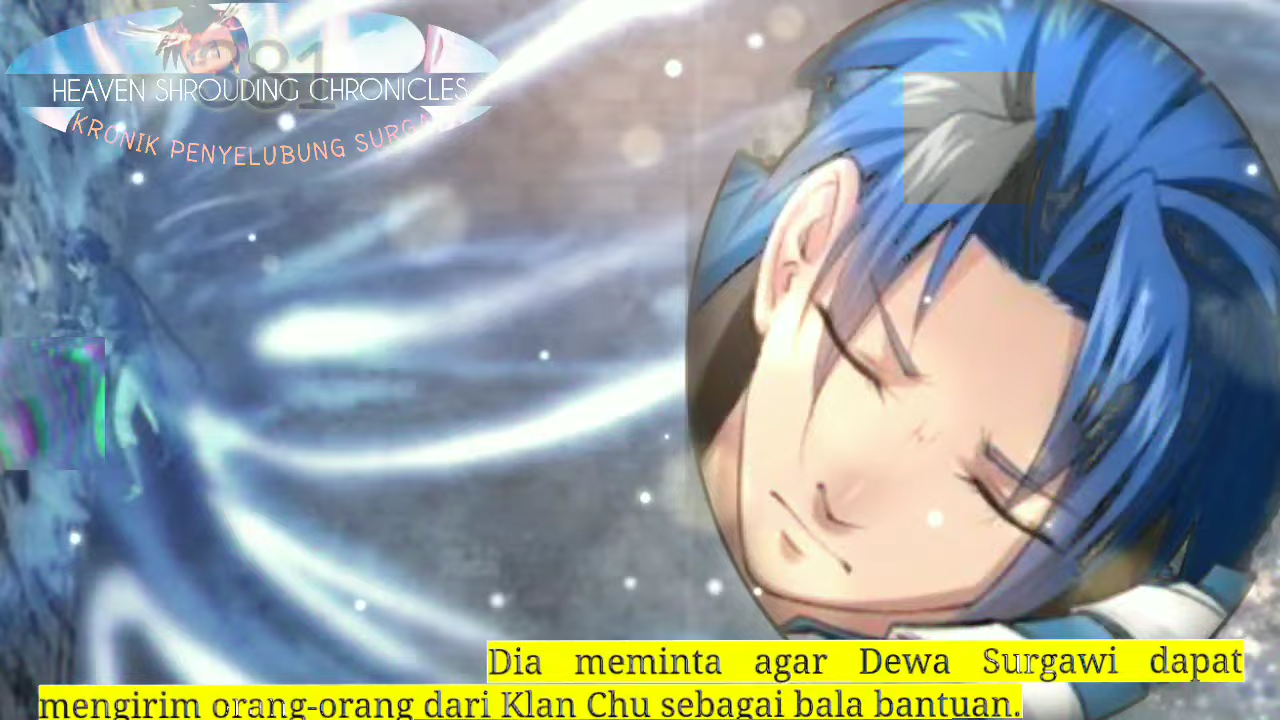 381
HEAVEN SHROUDING CHRONICLES
KRONIK PENYELUBUNG SURGA
Dia meminta agar Dewa Surgawi dapat
mengirim orang-orang dari Klan Chu sebagai bala bantuan.